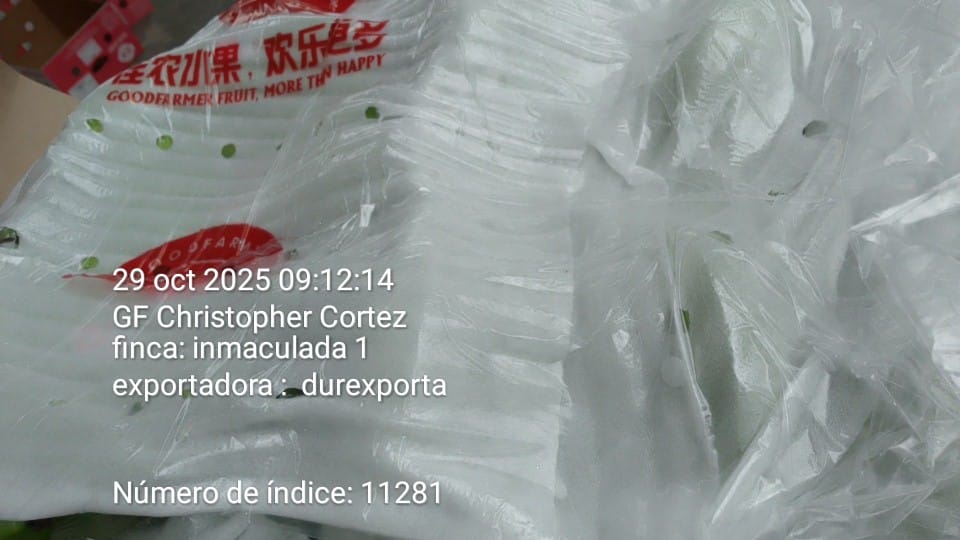 佳农水果，欢乐更多
GOODFARMER FRUIT, MORE THAN HAPPY
GOODFARM
29 oct 2025 09:12:14
GF Christopher Cortez
finca: inmaculada 1
exportadora : durexporta
Número de índice: 11281